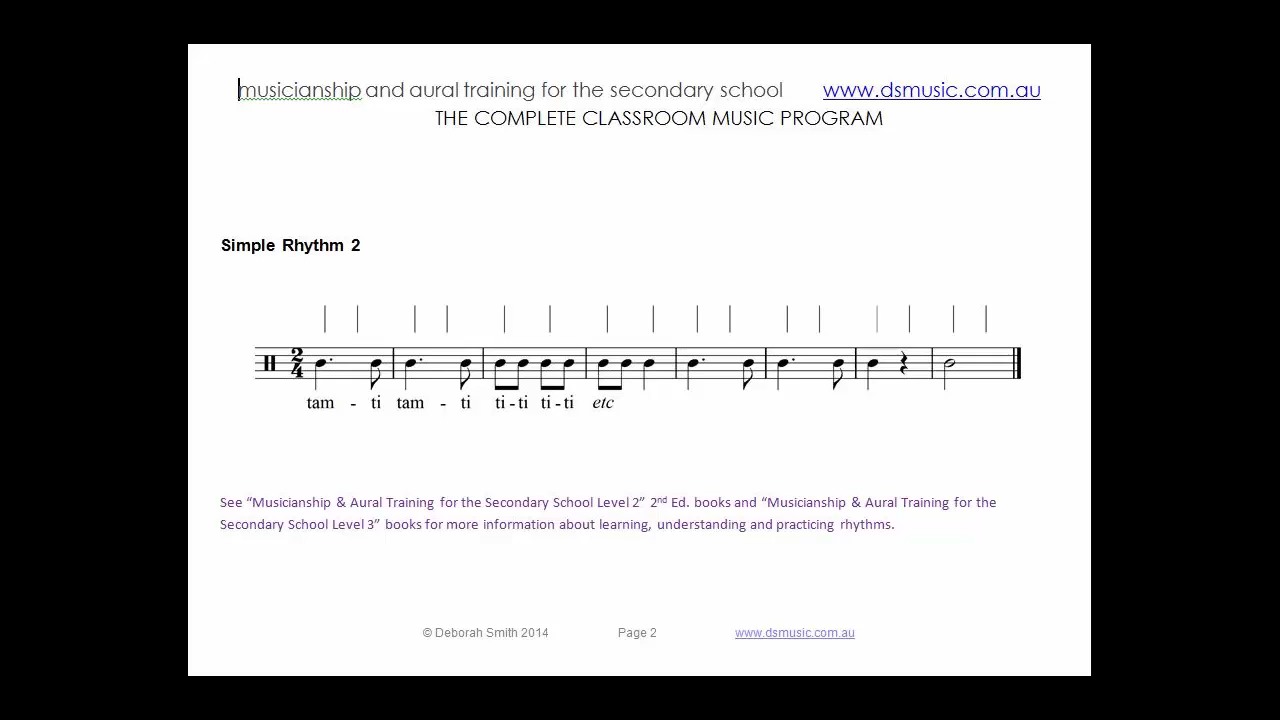 musicianship and aural training for the secondary school www.dsmusic.com.au
THE COMPLETE CLASSROOM MUSIC PROGRAM
Simple Rhythm 2
2
4
tam - ti tam - ti ti - ti ti - ti etc
See “Musicianship & Aural Training for the Secondary School Level 2” 2nd Ed. books and “Musicianship & Aural Training for the
Secondary School Level 3” books for more information about learning, understanding and practicing rhythms.
© Deborah Smith 2014 Page 2 www.dsmusic.com.au